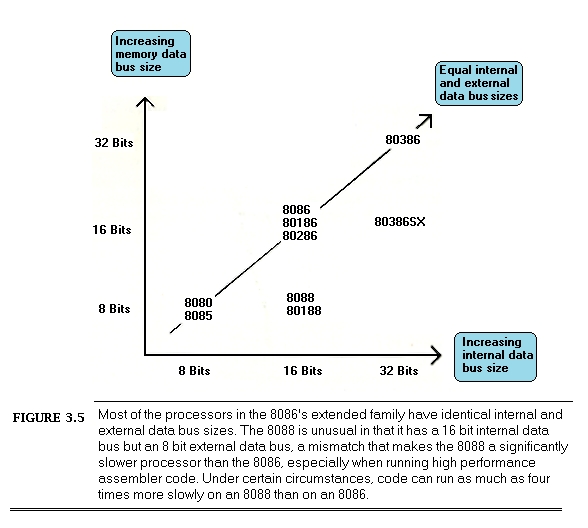 Increasing
memory data
bus size
Equal internal
and external
data bus sizes
32 Bits
80386
8086
80186
80286
16 Bits
80386SX
8080
8085
8 Bits
8088
80188
Increasing
internal data
bus size
8 Bits
16 Bits
32 Bits
FIGURE 3.5
Most of the processors in the 8086's extended family have identical internal and
external data bus sizes. The 8088 is unusual in that it has a 16 bit internal data
bus but an 8 bit external data bus, a mismatch that makes the 8088 a significantly
slower processor than the 8086, especially when running high performance
assembler code. Under certain circumstances, code can run as much as four
times more slowly on an 8088 than on an 8086.